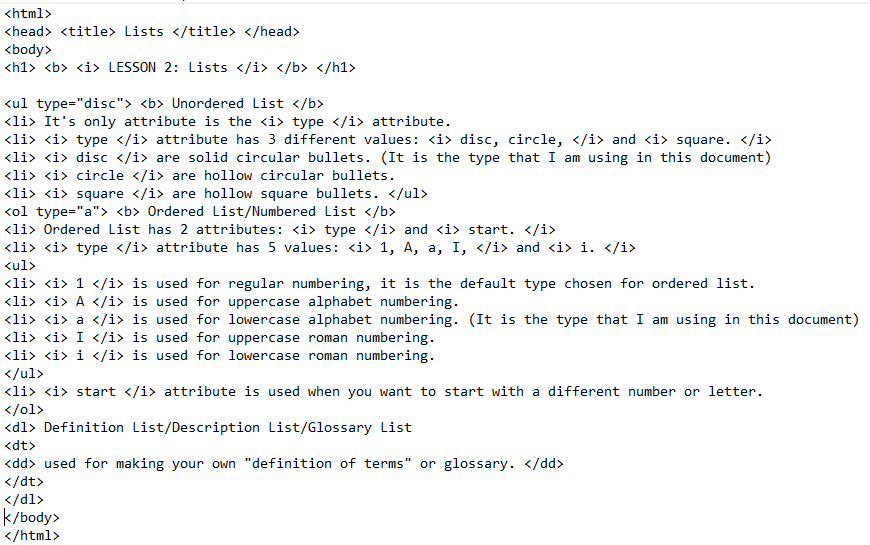 <html>
<head> <title> Lists </title> </head>
<body>
<h1> <b> <i> LESSON 2: Lists </i> </b> </h1>

<ul type="disc"> <b> Unordered List </b>
<li> It's only attribute is the <i> type </i> attribute.
<li> <i> type </i> attribute has 3 different values: <i> disc, circle, </i> and <i> square. </i>
<li> <i> disc </i> are solid circular bullets. (It is the type that I am using in this document)
<li> <i> circle </i> are hollow circular bullets.
<li> <i> square </i> are hollow square bullets. </ul>
<ol type="a"> <b> Ordered List/Numbered List </b>
<li> Ordered List has 2 attributes: <i> type </i> and <i> start. </i>
<li> <i> type </i> attribute has 5 values: <i> 1, A, a, I, </i> and <i> i. </i>
<ul>
<li> <i> 1 </i> is used for regular numbering, it is the default type chosen for ordered list.
<li> <i> A </i> is used for uppercase alphabet numbering.
<li> <i> a </i> is used for lowercase alphabet numbering. (It is the type that I am using in this document)
<li> <i> I </i> is used for uppercase roman numbering.
<li> <i> i </i> is used for lowercase roman numbering.
</ul>
<li> <i> start </i> attribute is used when you want to start with a different number or letter.
</ol>
<dl> Definition List/Description List/Glossary List
<dt>
<dd> used for making your own "definition of terms" or glossary. </dd>
</dt>
</dl>
</body>
</html>